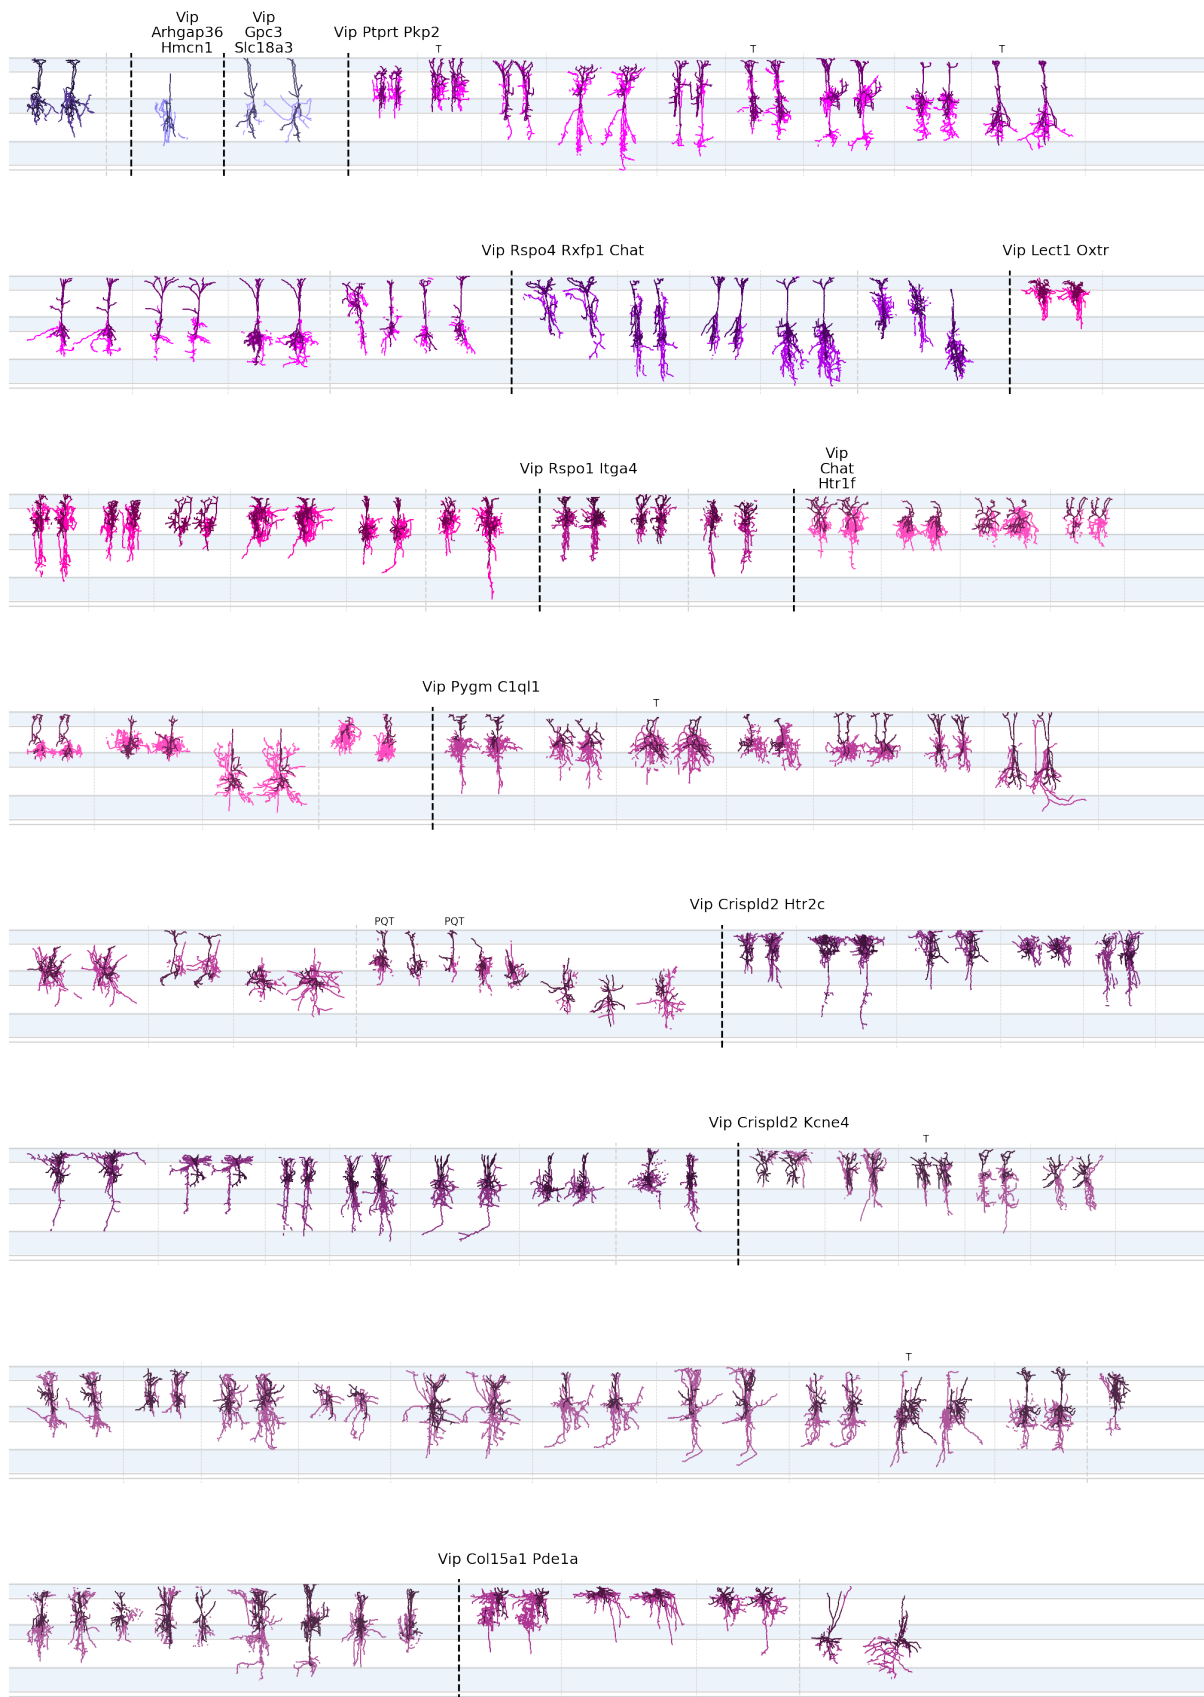 Vip
Arhgap36
Hmcn1
Vip
Gpc3
Slc18a3
Vip Ptprt Pkp2
T
T
T
Vip Rspo4 Rxfp1 Chat
Vip Lect1 Oxtr
Vip Rspo1 Itga4
Vip
Chat
Htr1f
Vip Pygm C1ql1
T
Vip Crispld2 Htr2c
PQT
PQT
Vip Crispld2 Kcne4
T
T
Vip Col15a1 Pde1a